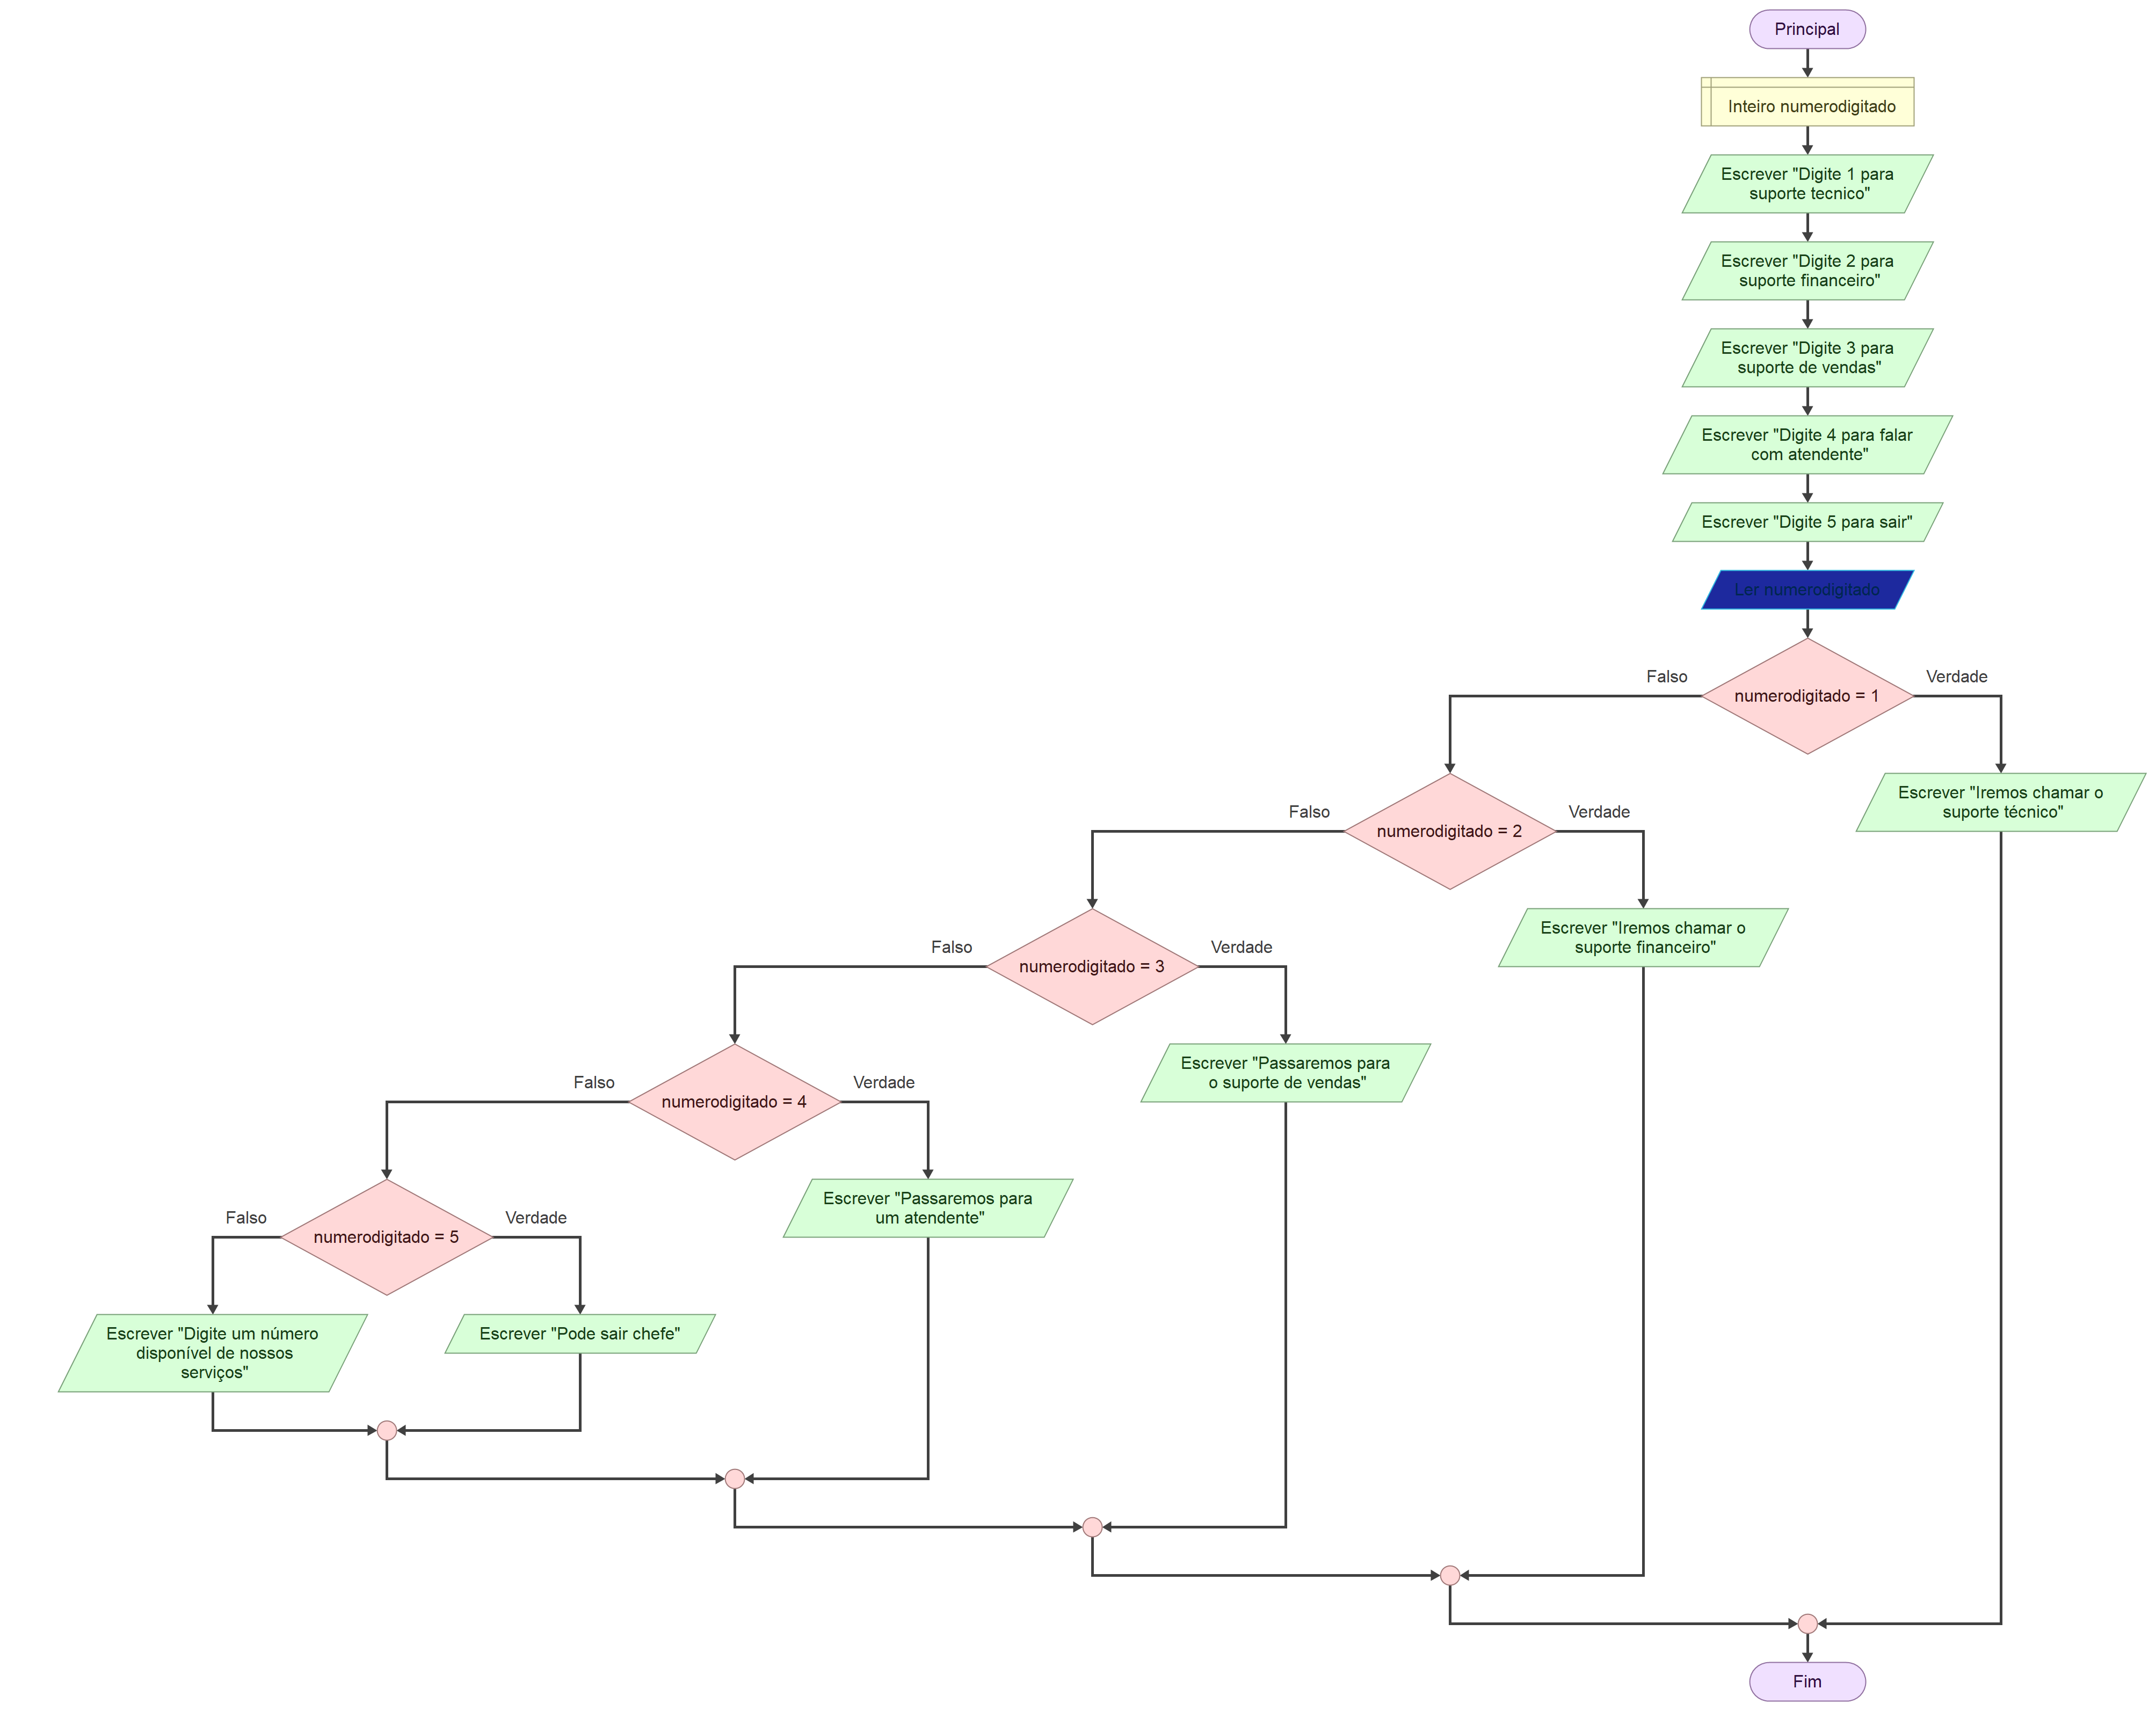 Principal
Inteiro numerodigitado
Escrever "Digite 1 para
suporte tecnico"
Escrever "Digite 2 para
suporte financeiro"
Escrever "Digite 3 para
suporte de vendas"
Escrever "Digite 4 para falar
com atendente"
Escrever "Digite 5 para sair"
Ler numerodigitado
Falso
numerodigitado = 1
Verdade
Escrever "Iremos chamar o
suporte técnico"
Falso
numerodigitado = 2
Verdade
Escrever "Iremos chamar o
suporte financeiro"
Falso
numerodigitado = 3
Verdade
Escrever "Passaremos para
o suporte de vendas"
Falso
numerodigitado = 4
Verdade
Escrever "Passaremos para
um atendente"
Falso
numerodigitado = 5
Verdade
Escrever "Digite um número
disponível de nossos
serviços"
Escrever "Pode sair chefe"
Fim